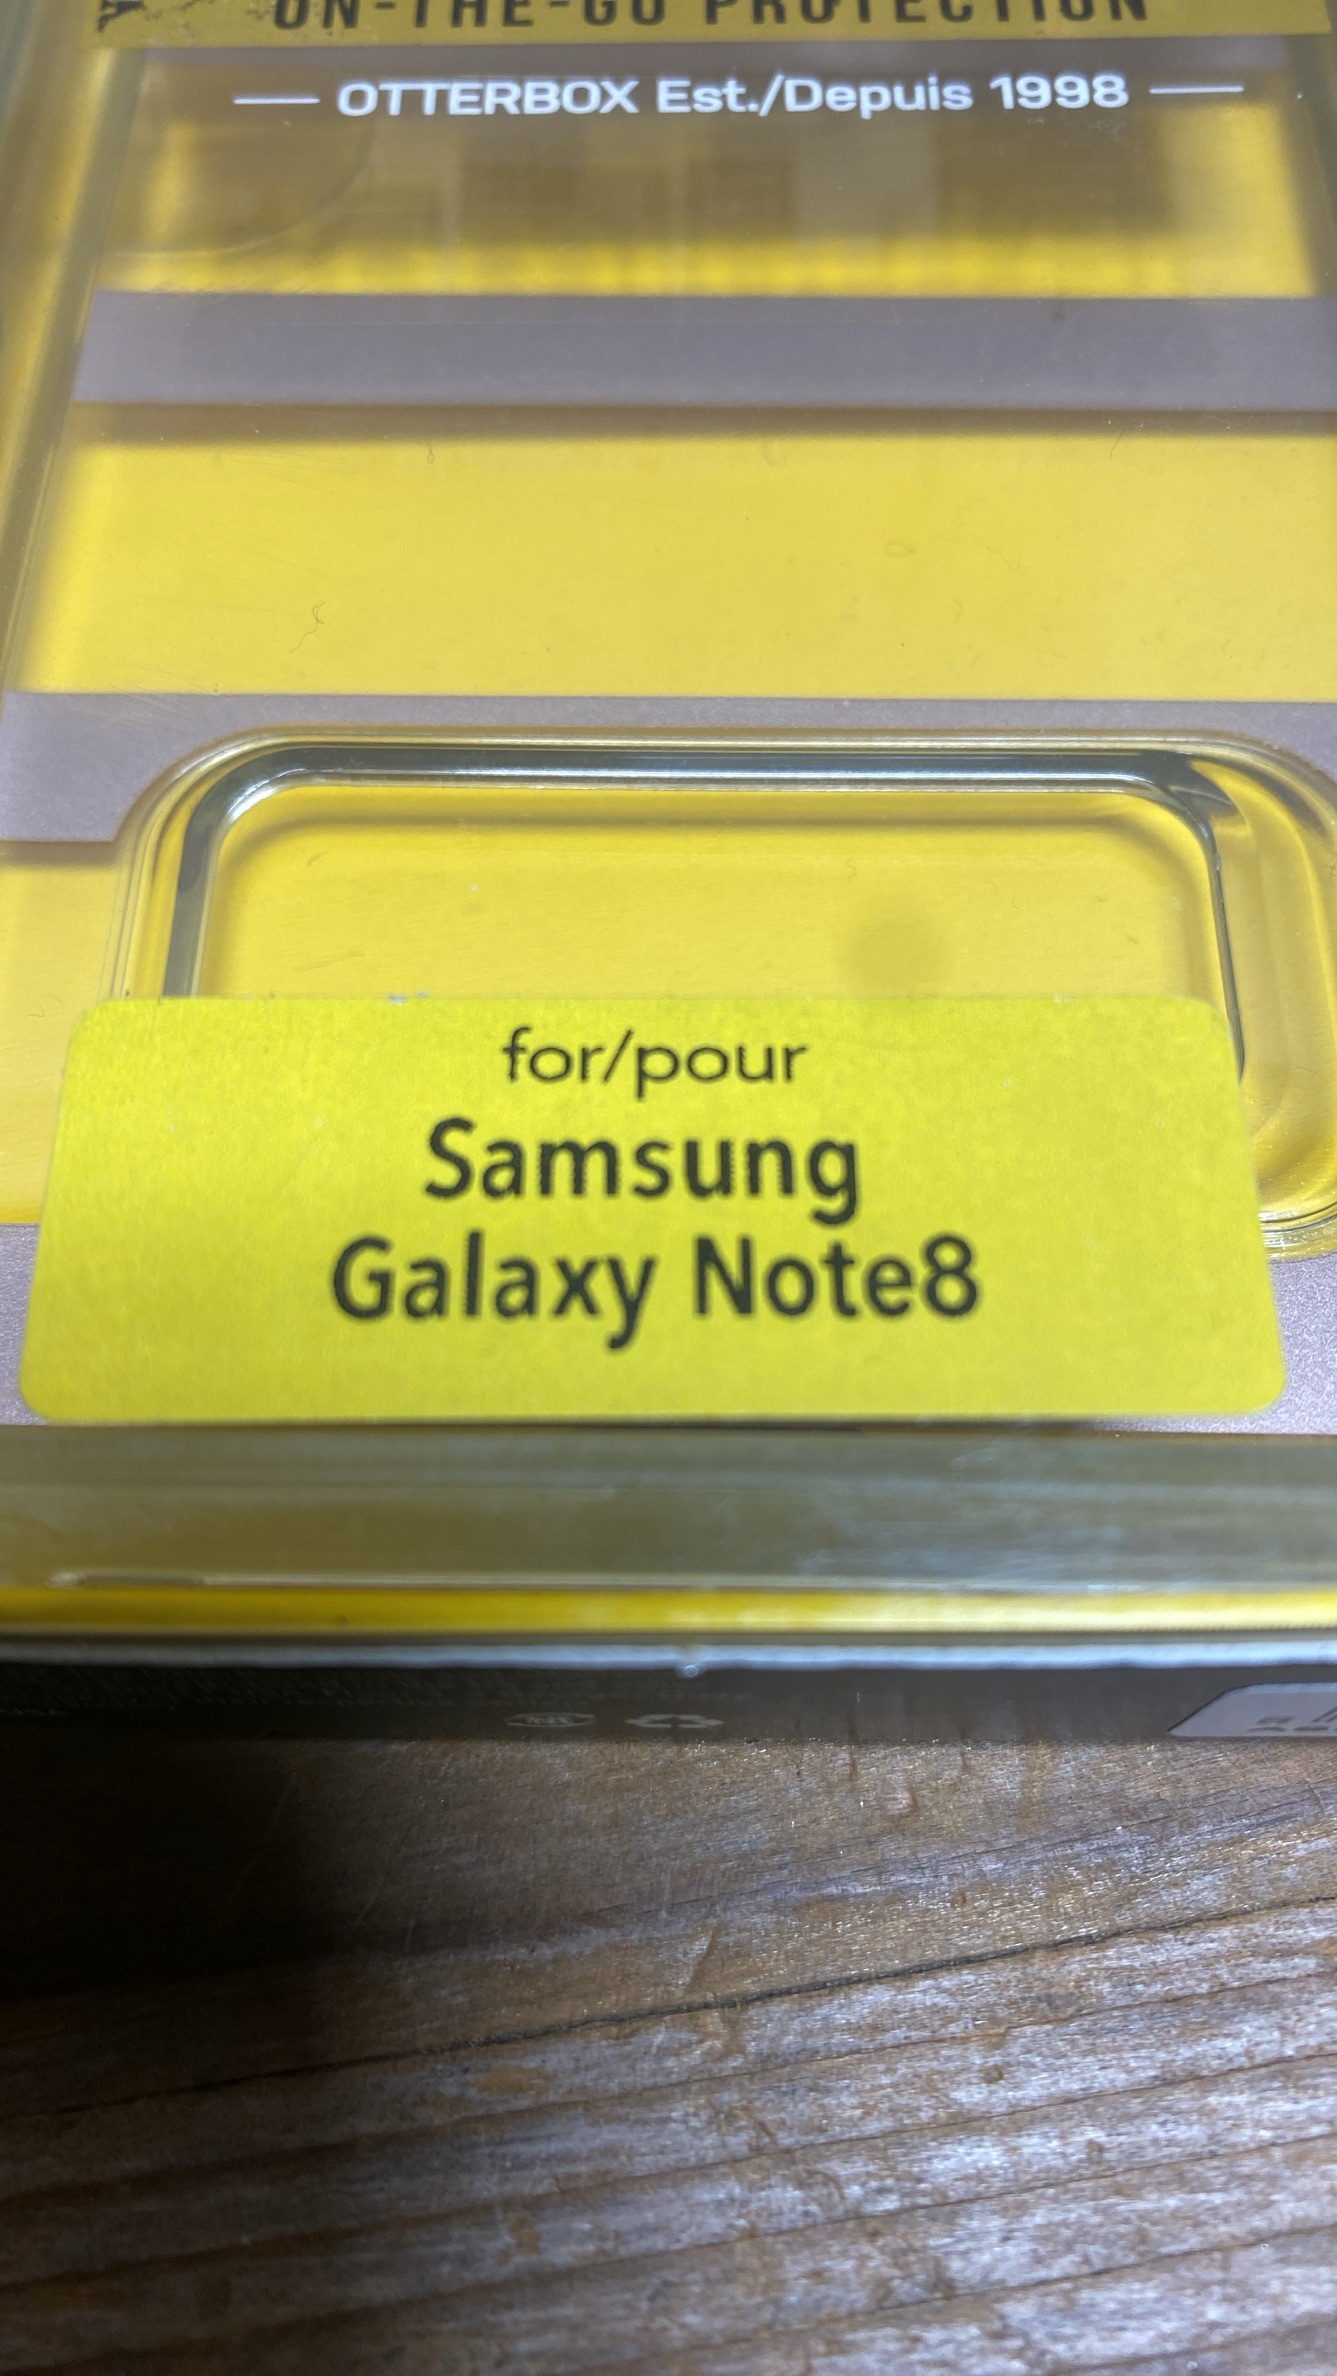 ON-THE-GO PROTECTION
OTTERBOX Est./Depuis 1998
for/pour
Samsung
Galaxy Note8